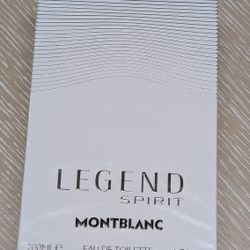 LEGEND
SPIRIT
MONTBLANC
200ML℮ EAU DE TOILETTE